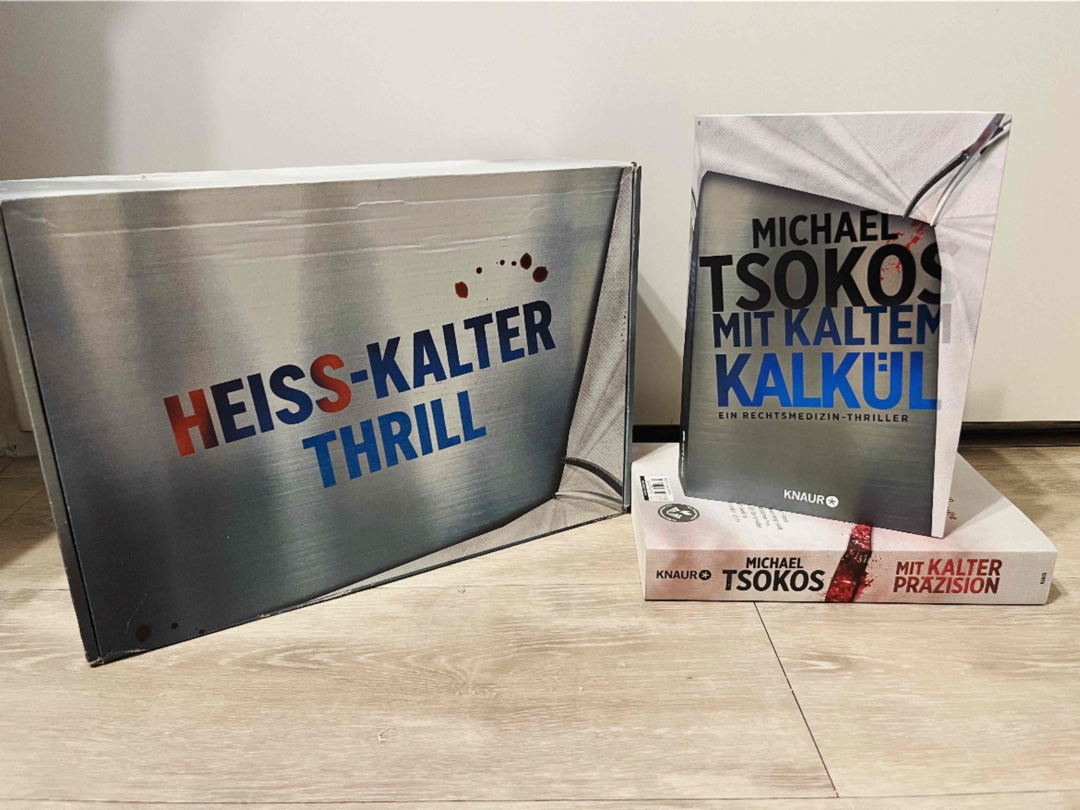 HEISS-KALTER
THRILL
MICHAEL
TSOKOS
MIT KALTEM
KALKÜL
EIN RECHTSMEDIZIN-THRILLER
KNAUR
KNAUR
MICHAEL
TSOKOS
MIT KALTER
PRÄZISION